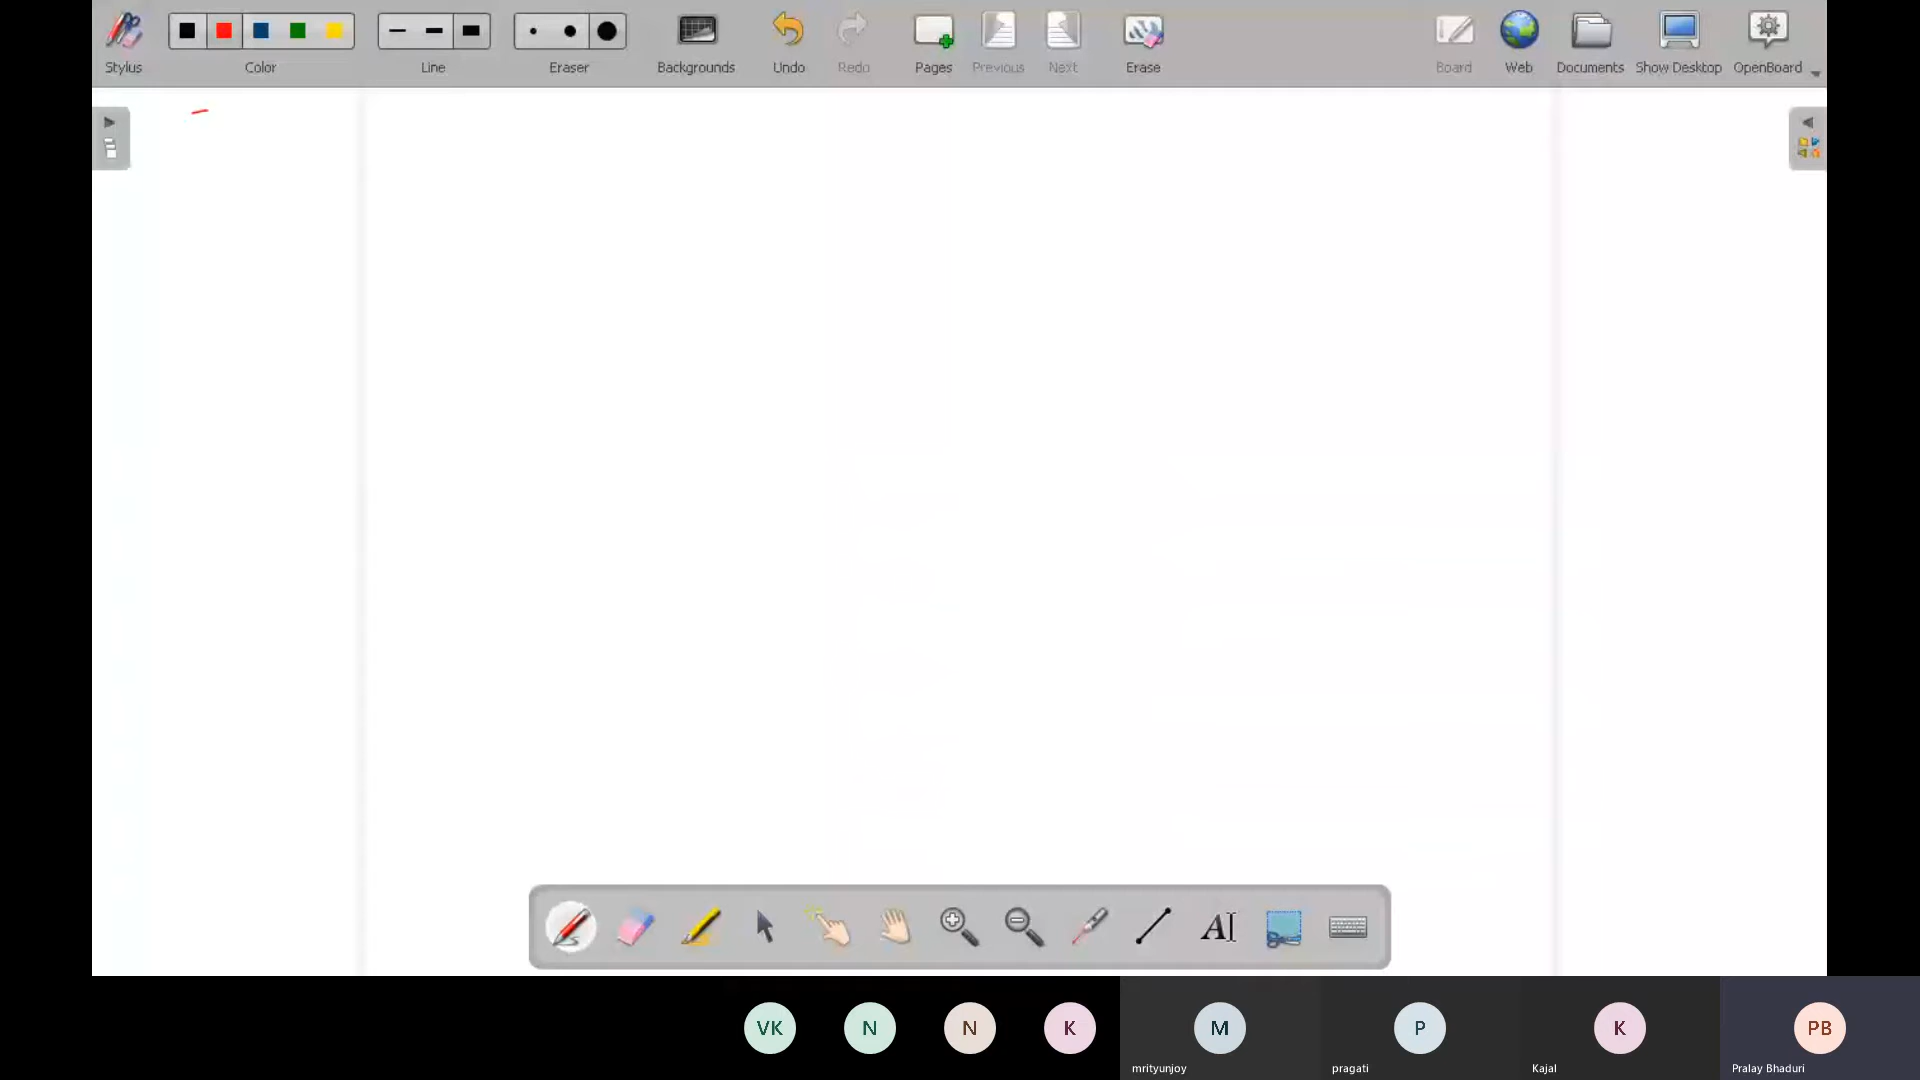 Stylus Color Line Eraser Backgrounds Undo Redo Pages Previous Next Erase Board Web Documents Show Desktop OpenBoard
A
VK N N K M P K PB
mrityunjoy pragati Kajal Pralay Bhaduri